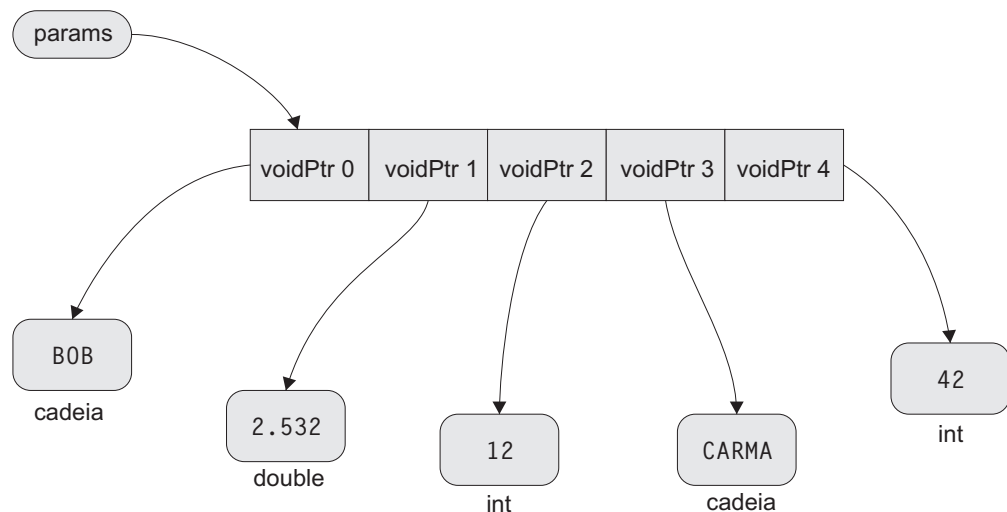 params
voidPtr 0 voidPtr 1 voidPtr 2 voidPtr 3 voidPtr 4
BOB
cadeia
2.532
double
12
int
CARMA
cadeia
42
int